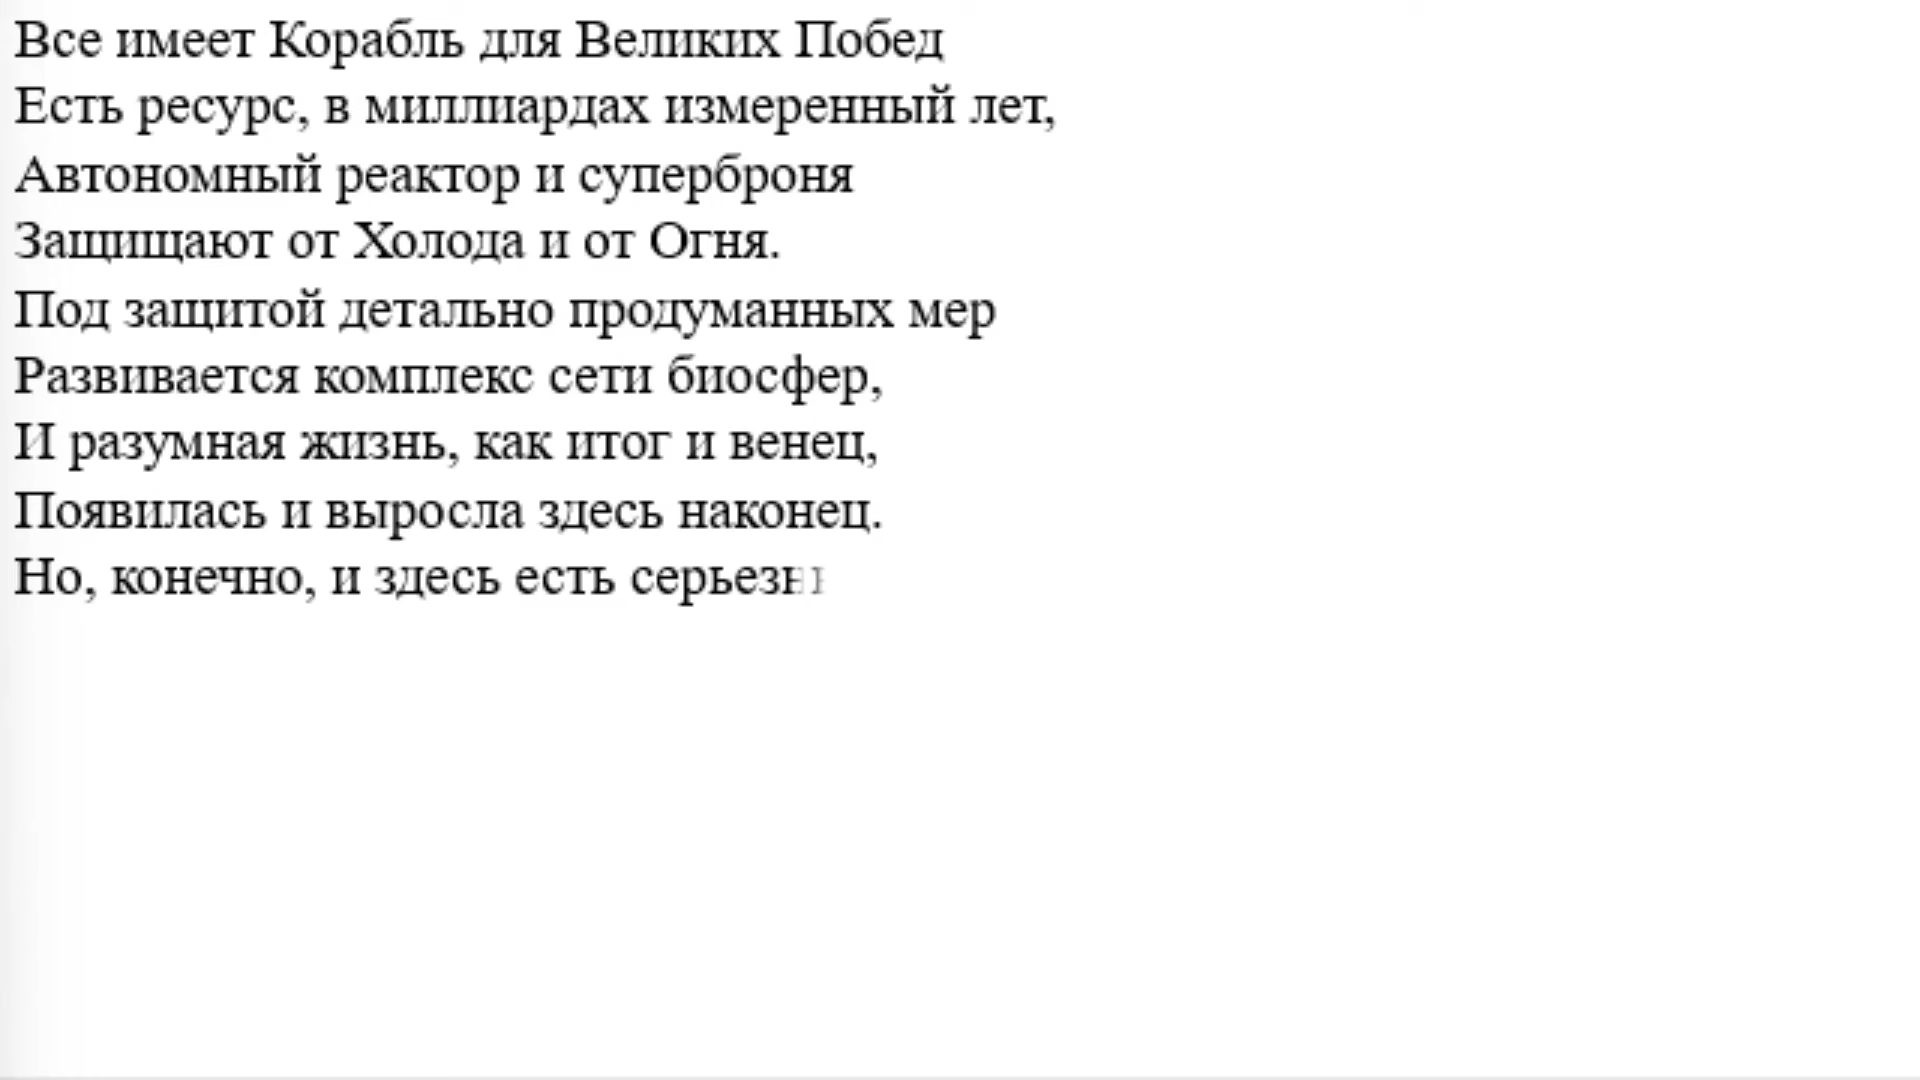 Все имеет Корабль для Великих Побед
Есть ресурс, в миллиардах измеренный лет,
Автономный реактор и суперброня
Защищают от Холода и от Огня.
Под защитой детально продуманных мер
Развивается комплекс сети биосфер,
И разумная жизнь, как итог и венец,
Появилась и выросла здесь наконец.
Но, конечно, и здесь есть